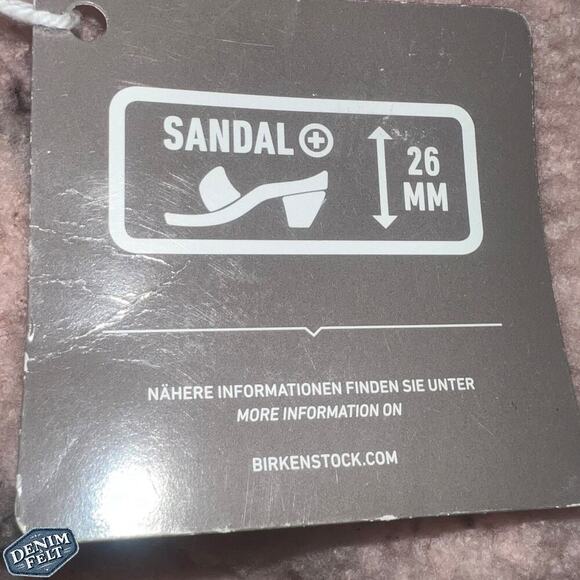 SANDAL
26
MM
NÄHERE INFORMATIONEN FINDEN SIE UNTER
MORE INFORMATION ON
BIRKENSTOCK.COM
DENIM
FELT